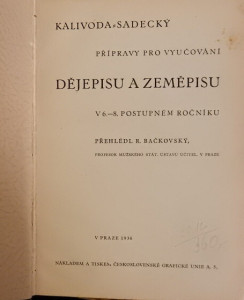 KALIVODA-SADECKÝ
PŘÍPRAVY PRO VYUČOVÁNÍ
DĚJEPISU A ZEMĚPISU
V 6.—8. POSTUPNÉM ROČNÍKU
PŘEHLÉDL B. BAČKOVSKÝ,
PROFESOR MUŽSKÉHO STÁT. ÚSTAVU UČITEL. V PRAZE
V PRAZE 1936
NÁKLADEM A TISKEM ČESKOSLOVENSKÉ GRAFICKÉ UNIE A. S.